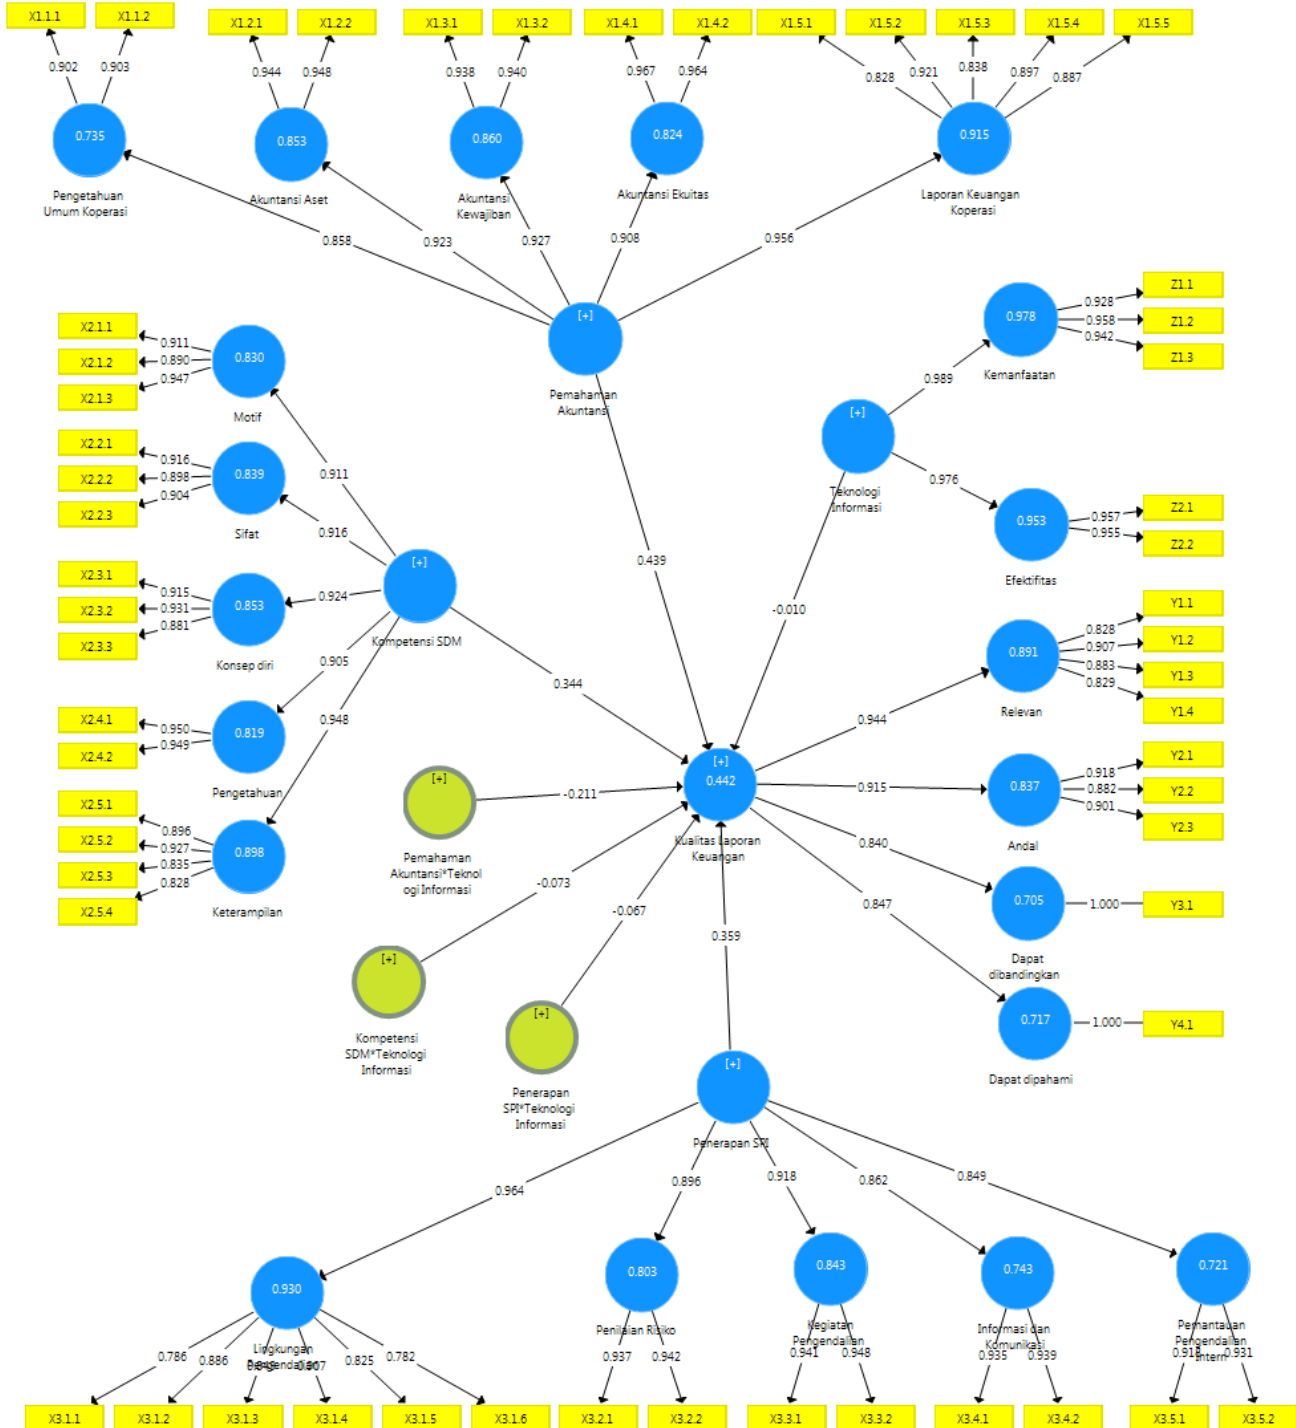 X1.1.1
X1.1.2
X1.2.1
X1.2.2
X1.3.1
X1.3.2
X1.4.1
X1.4.2
X1.5.1
X1.5.2
X1.5.3
X1.5.4
X1.5.5
0.902
0.903
0.944
0.948
0.938
0.940
0.967
0.964
0.828
0.921
0.838
0.897
0.887
0.735
0.853
0.860
0.824
0.915
Pengetahuan
Umum Koperasi
Akuntansi Aset
Akuntansi
Kewajiban
Akuntansi Ekuitas
Laporan Keuangan
Koperasi
0.858
0.923
0.927
0.908
0.956
[+]
Pemahaman
Akuntansi
X2.1.1
X2.1.2
X2.1.3
0.911
0.890
0.947
0.830
Motif
X2.2.1
X2.2.2
X2.2.3
0.916
0.898
0.904
0.839
Sifat
X2.3.1
X2.3.2
X2.3.3
0.915
0.931
0.881
0.853
Konsep diri
X2.4.1
X2.4.2
0.950
0.949
0.819
Pengetahuan
X2.5.1
X2.5.2
X2.5.3
X2.5.4
0.896
0.927
0.835
0.828
0.898
Keterampilan
0.911
0.916
0.924
0.905
0.948
[+]
Kompetensi SDM
0.344
0.439
-0.010
[+]
Teknologi
Informasi
0.989
0.976
0.978
Kemanfaatan
0.928
0.958
0.942
Z1.1
Z1.2
Z1.3
0.953
Efektifitas
0.957
0.955
Z2.1
Z2.2
0.891
Relevan
0.828
0.907
0.883
0.829
Y1.1
Y1.2
Y1.3
Y1.4
0.837
Andal
0.918
0.882
0.901
Y2.1
Y2.2
Y2.3
0.705
Dapat
dibandingkan
1.000
Y3.1
0.717
Dapat dipahami
1.000
Y4.1
0.944
0.915
0.840
0.847
[+]
0.442
Kualitas Laporan
Keuangan
[+]
Pemahaman
Akuntansi*Teknol
ogi Informasi
-0.211
[+]
Kompetensi
SDM*Teknologi
Informasi
-0.073
[+]
Penerapan
SPI*Teknologi
Informasi
-0.067
0.359
[+]
Penerapan SPI
0.964
0.896
0.918
0.862
0.849
0.930
Lingkungan
Pengendalian
0.803
Penilaian Risiko
0.843
Kegiatan
Pengendalian
0.743
Informasi dan
Komunikasi
0.721
Pemantauan
Pengendalian
Intern
0.786
0.886
0.825
0.782
0.937
0.942
0.941
0.948
0.935
0.939
0.931
X3.1.1
X3.1.2
X3.1.3
X3.1.4
X3.1.5
X3.1.6
X3.2.1
X3.2.2
X3.3.1
X3.3.2
X3.4.1
X3.4.2
X3.5.1
X3.5.2